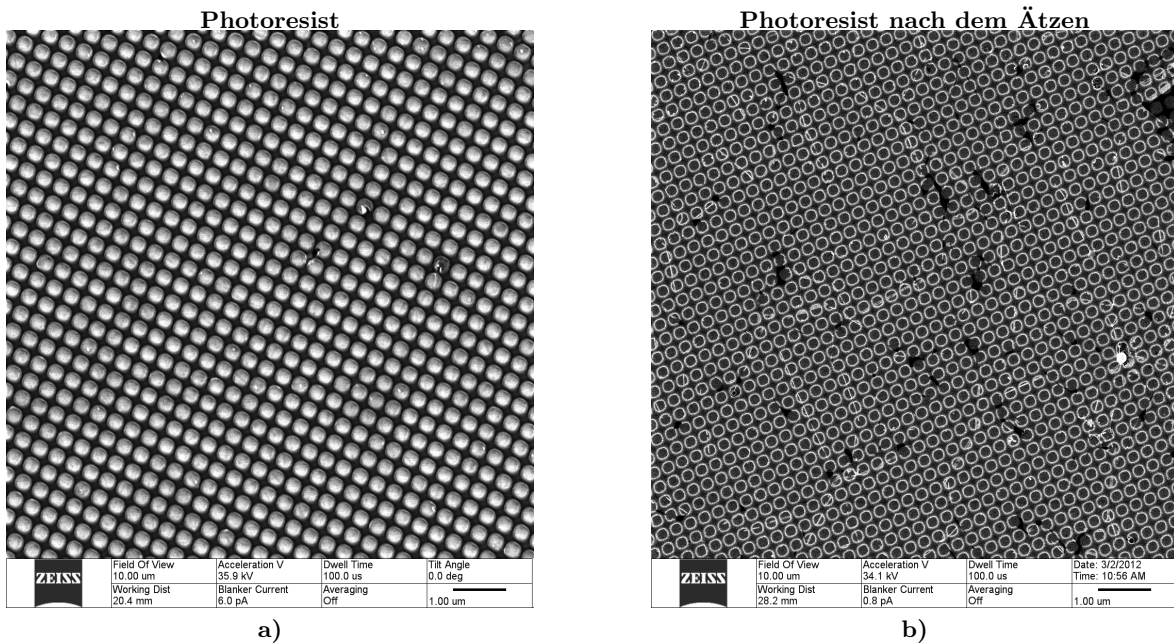 Photoresist
Photoresist nach dem Ätzen
ZEISS
Field Of View
10.00 um
Acceleration V
35.9 kV
Dwell Time
100.0 us
Tilt Angle
0.0 deg
Working Dist
20.4 mm
Blanker Current
6.0 pA
Averaging
Off
1.00 um
ZEISS
Field Of View
10.00 um
Acceleration V
34.1 kV
Dwell Time
100.0 us
Date: 3/2/2012
Time: 10:56 AM
Working Dist
28.2 mm
Blanker Current
0.8 pA
Averaging
Off
1.00 um
a)
b)